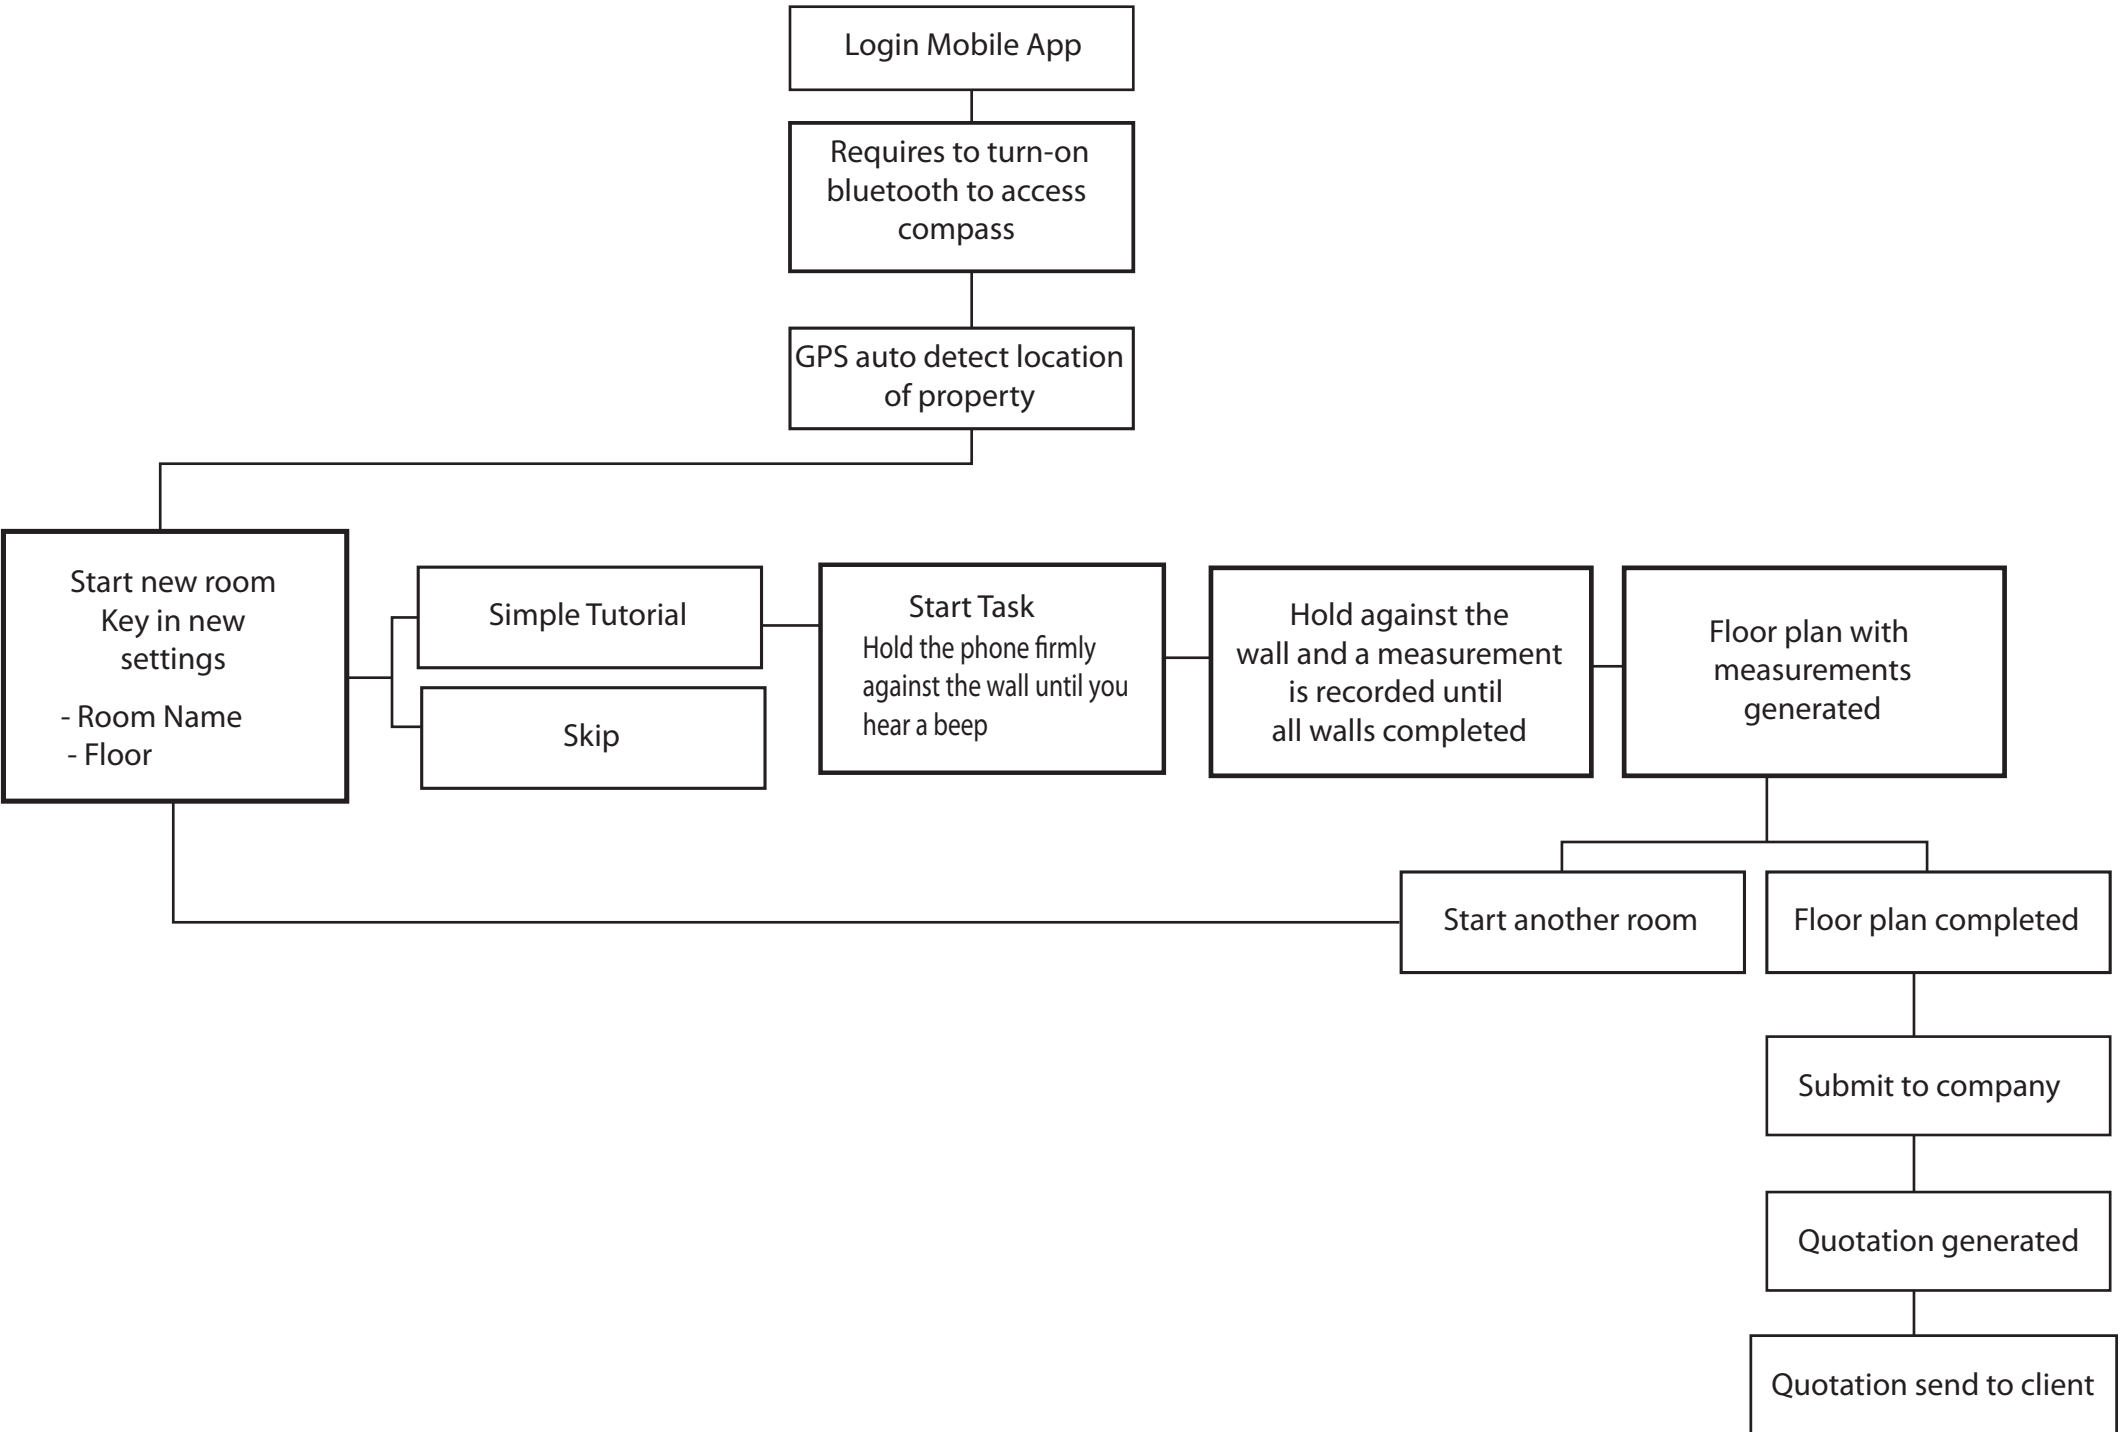 Login Mobile App
Requires to turn-on
bluetooth to access
compass
GPS auto detect location
of property
Start new room
Key in new
settings
- Room Name
- Floor
Simple Tutorial
Skip
Start Task
Hold the phone firmly
against the wall until you
hear a beep
Hold against the
wall and a measurement
is recorded until
all walls completed
Floor plan with
measurements
generated
Start another room
Floor plan completed
Submit to company
Quotation generated
Quotation send to client